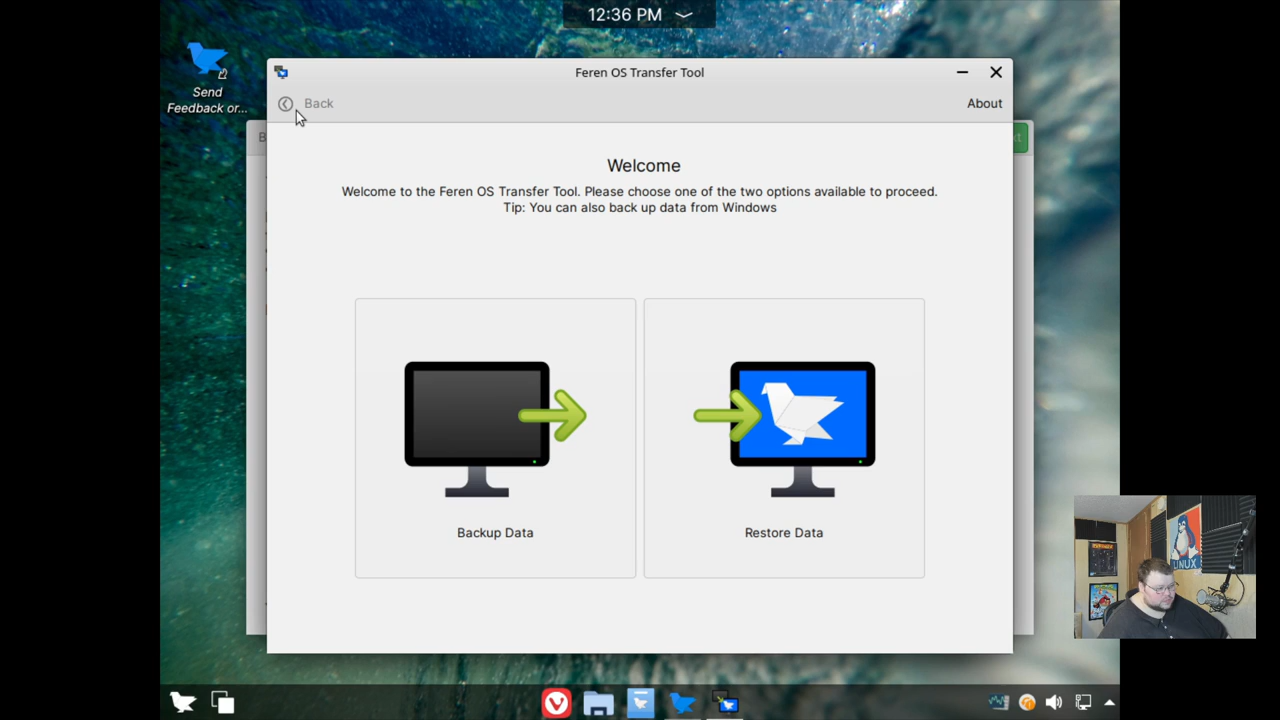 12:36 PM
Send
Feedback or...
Feren OS Transfer Tool
Back
About
Welcome
Welcome to the Feren OS Transfer Tool. Please choose one of the two options available to proceed.
Tip: You can also back up data from Windows
Backup Data
Restore Data
LINUX